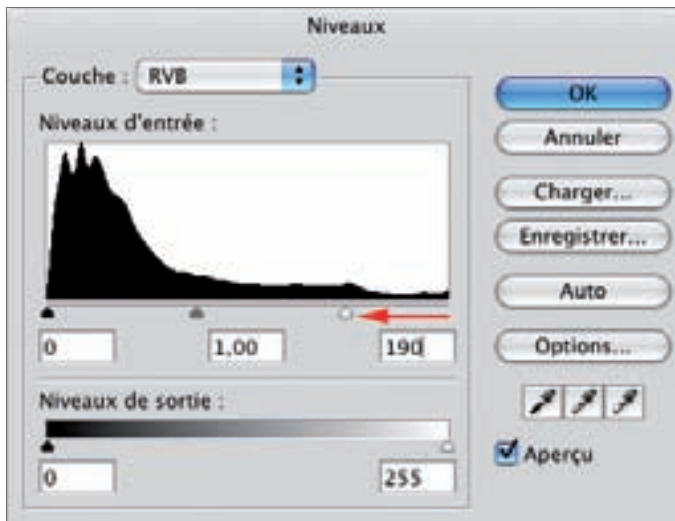 Niveaux
Couche : RVB
Niveaux d'entrée :
0 1,00 190
Niveaux de sortie :
0 255
OK
Annuler
Charger...
Enregistrer...
Auto
Options...
Aperçu